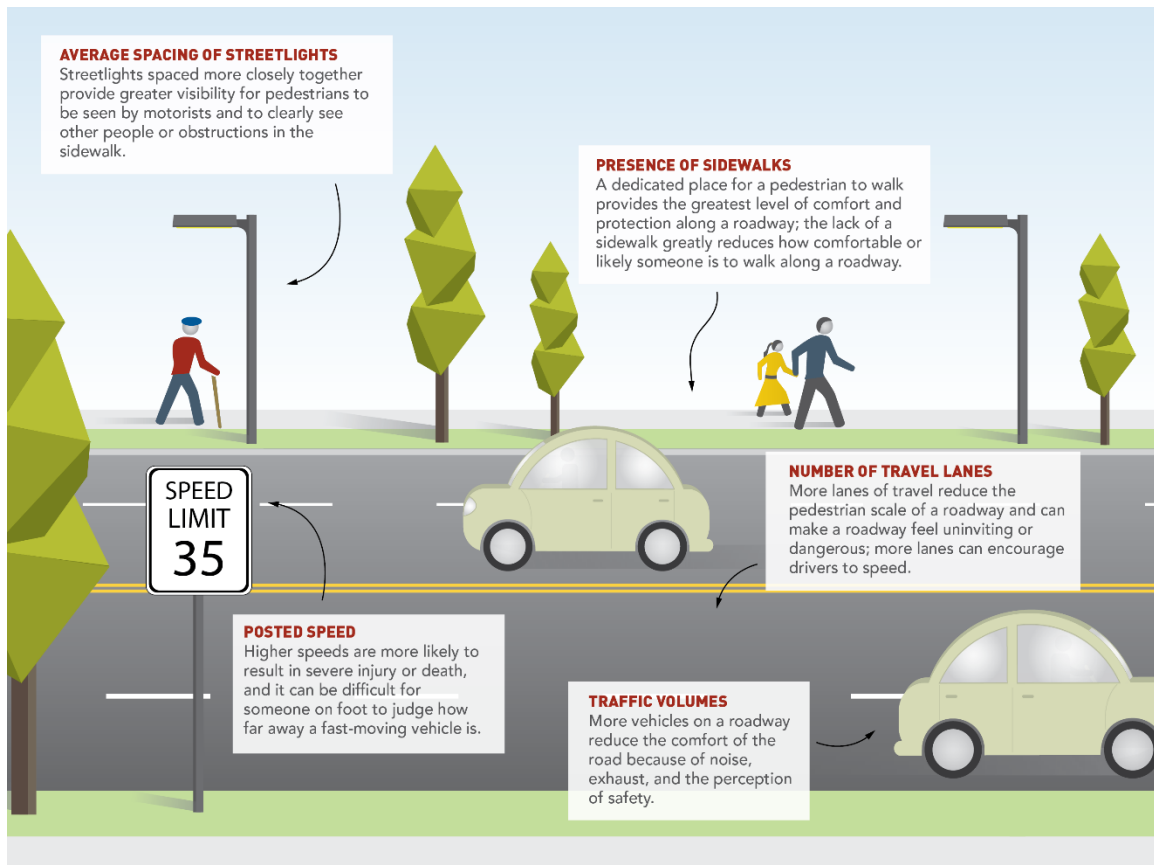 AVERAGE SPACING OF STREETLIGHTS
Streetlights spaced more closely together
provide greater visibility for pedestrians to
be seen by motorists and to clearly see
other people or obstructions in the
sidewalk.
PRESENCE OF SIDEWALKS
A dedicated place for a pedestrian to walk
provides the greatest level of comfort and
protection along a roadway; the lack of a
sidewalk greatly reduces how comfortable or
likely someone is to walk along a roadway.
SPEED
LIMIT
35
NUMBER OF TRAVEL LANES
More lanes of travel reduce the
pedestrian scale of a roadway and can
make a roadway feel uninviting or
dangerous; more lanes can encourage
drivers to speed.
POSTED SPEED
Higher speeds are more likely to
result in severe injury or death,
and it can be difficult for
someone on foot to judge how
far away a fast-moving vehicle is.
TRAFFIC VOLUMES
More vehicles on a roadway
reduce the comfort of the
road because of noise,
exhaust, and the perception
of safety.